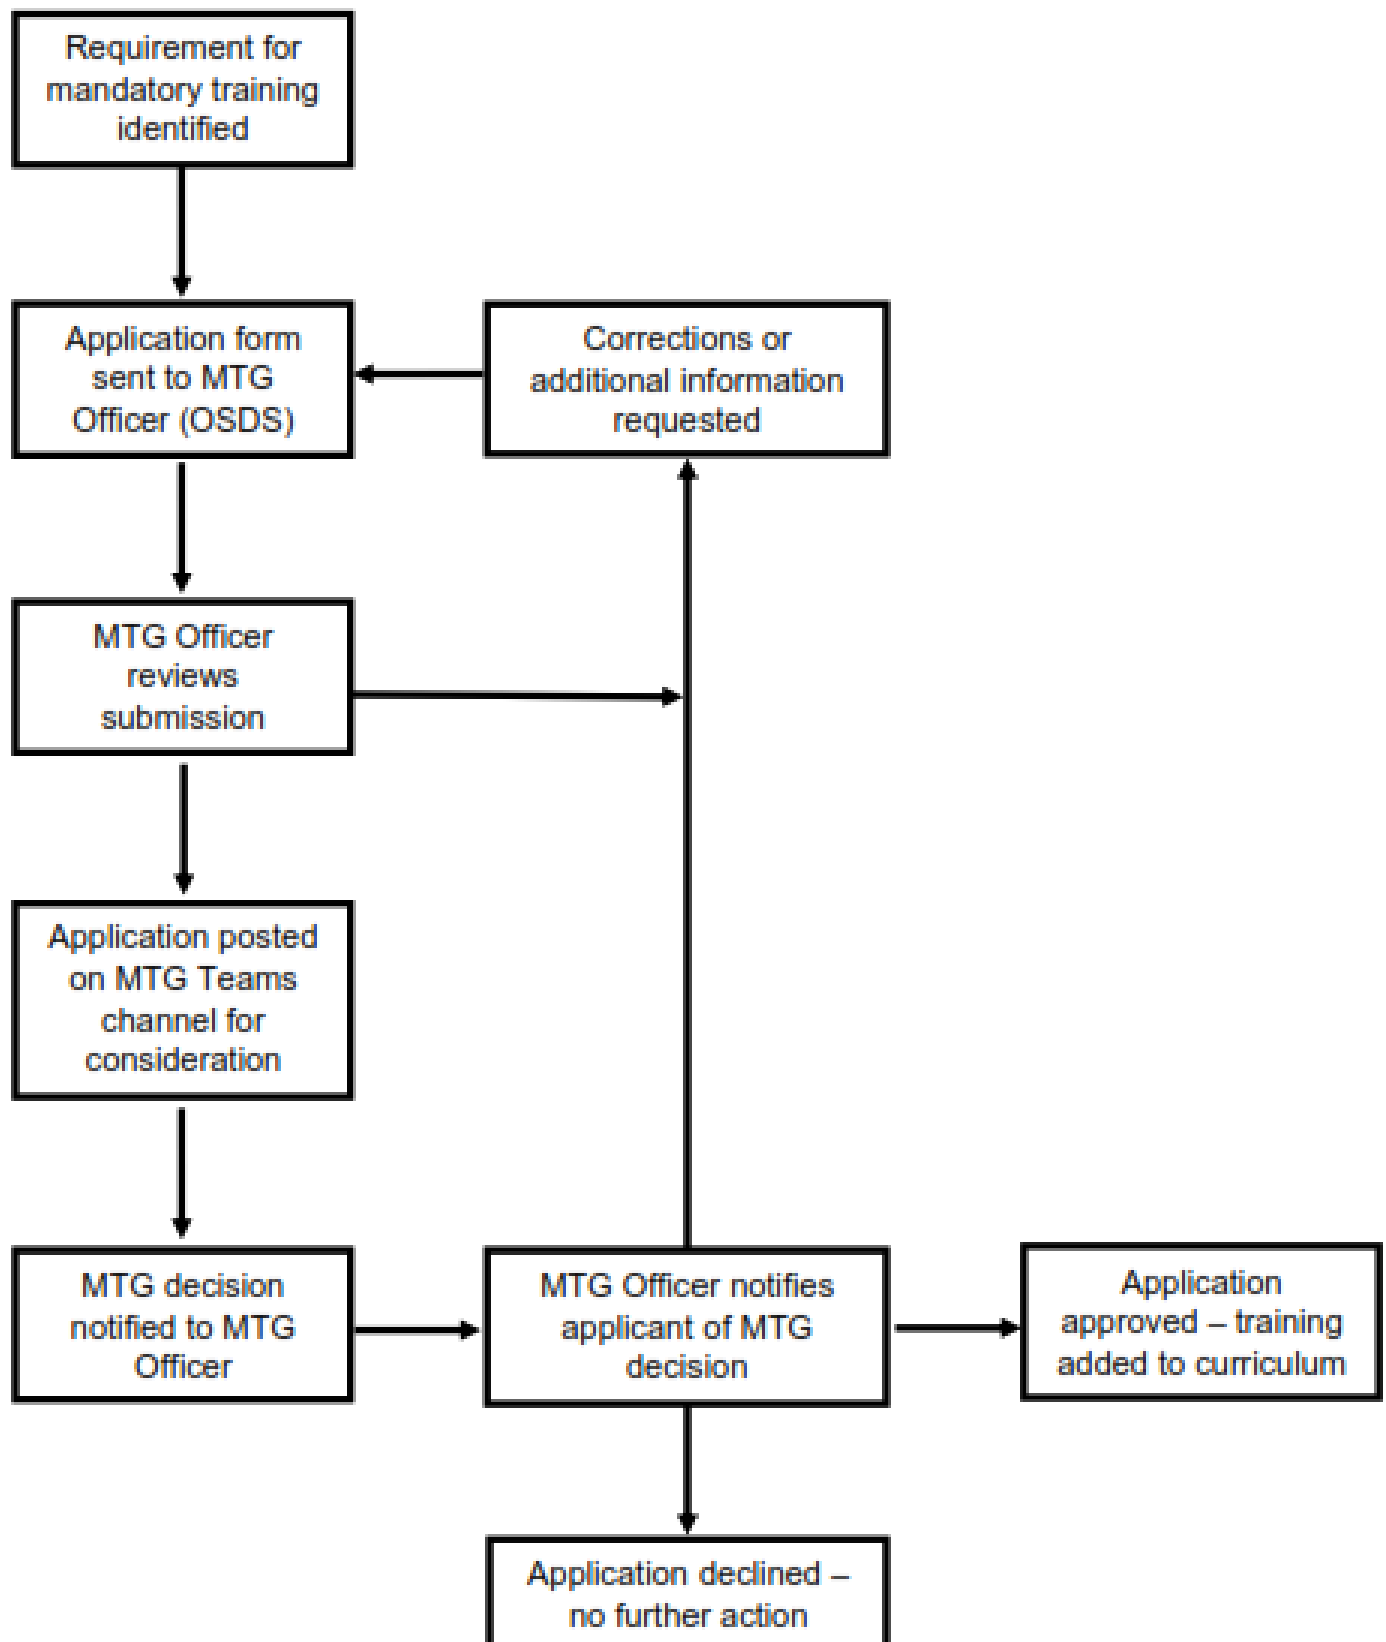 Requirement for
mandatory training
identified
Application form
sent to MTG
Officer (OSDS)
Corrections or
additional information
requested
MTG Officer
reviews
submission
Application posted
on MTG Teams
channel for
consideration
MTG decision
notified to MTG
Officer
MTG Officer notifies
applicant of MTG
decision
Application
approved – training
added to curriculum
Application declined –
no further action